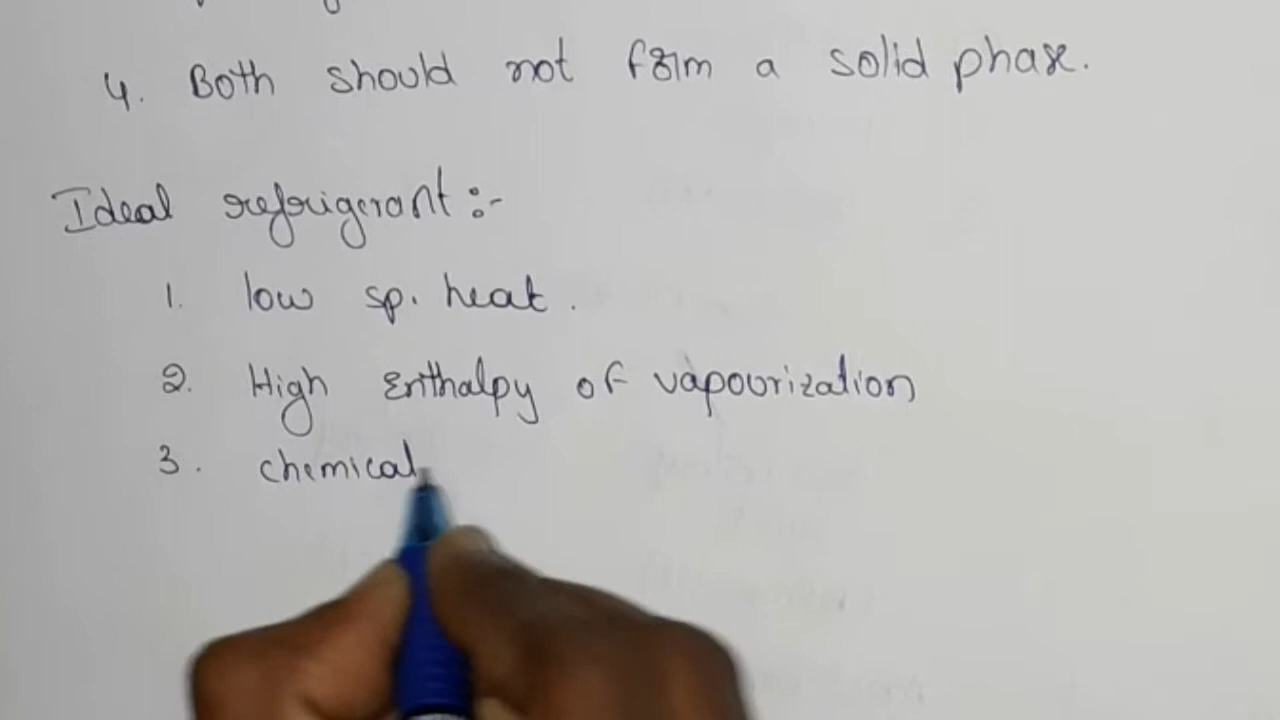 4. Both should not form a solid phase.
Ideal refrigerant :-
1. low sp. heat.
2. High Enthalpy of vapourization
3. chemical